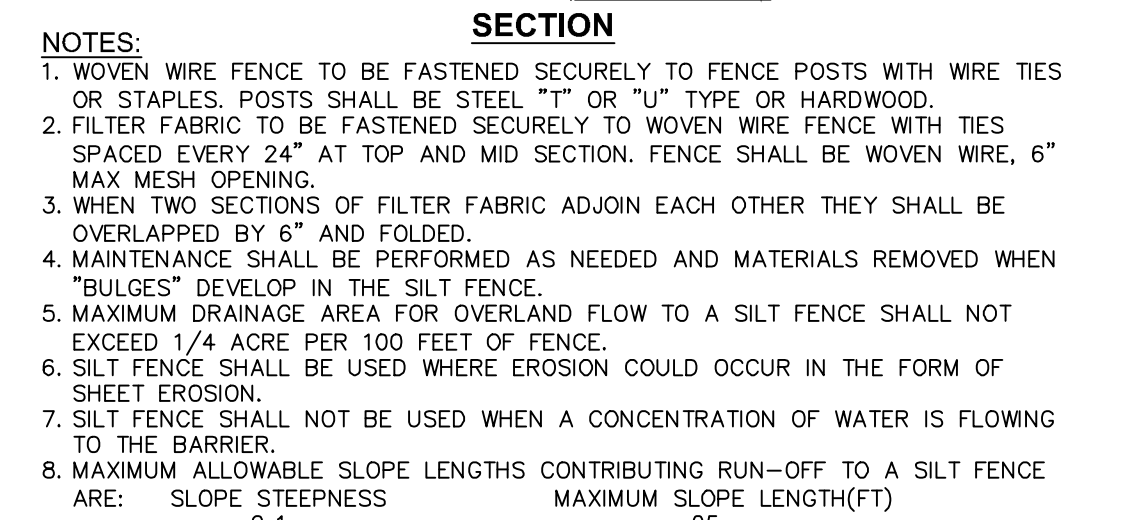 SECTION
NOTES:
1. WOVEN WIRE FENCE TO BE FASTENED SECURELY TO FENCE POSTS WITH WIRE TIES
OR STAPLES. POSTS SHALL BE STEEL "T" OR "U" TYPE OR HARDWOOD.
2. FILTER FABRIC TO BE FASTENED SECURELY TO WOVEN WIRE FENCE WITH TIES
SPACED EVERY 24" AT TOP AND MID SECTION. FENCE SHALL BE WOVEN WIRE, 6"
MAX MESH OPENING.
3. WHEN TWO SECTIONS OF FILTER FABRIC ADJOIN EACH OTHER THEY SHALL BE
OVERLAPPED BY 6" AND FOLDED.
4. MAINTENANCE SHALL BE PERFORMED AS NEEDED AND MATERIALS REMOVED WHEN
"BULGES" DEVELOP IN THE SILT FENCE.
5. MAXIMUM DRAINAGE AREA FOR OVERLAND FLOW TO A SILT FENCE SHALL NOT
EXCEED 1/4 ACRE PER 100 FEET OF FENCE.
6. SILT FENCE SHALL BE USED WHERE EROSION COULD OCCUR IN THE FORM OF
SHEET EROSION.
7. SILT FENCE SHALL NOT BE USED WHEN A CONCENTRATION OF WATER IS FLOWING
TO THE BARRIER.
8. MAXIMUM ALLOWABLE SLOPE LENGTHS CONTRIBUTING RUN-OFF TO A SILT FENCE
ARE: SLOPE STEEPNESS MAXIMUM SLOPE LENGTH(FT)